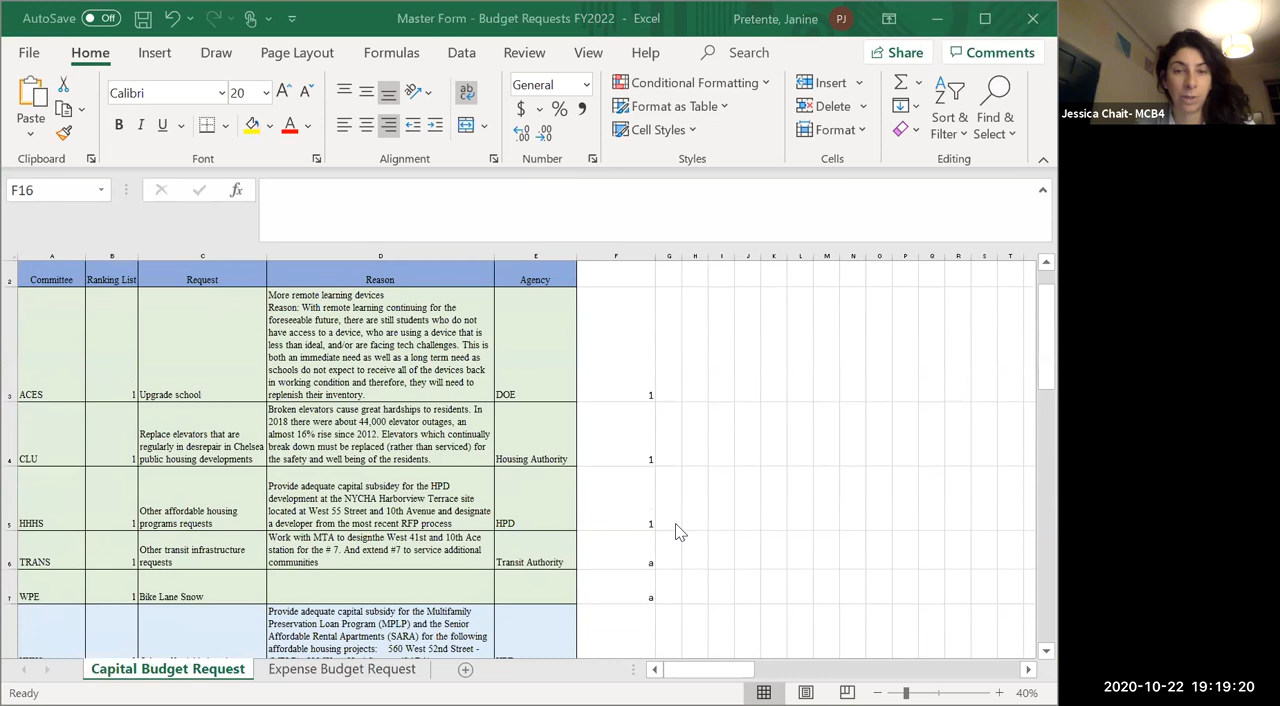 AutoSave Off
Master Form - Budget Requests FY2022 - Excel
Pretente, Janine PJ
File Home Insert Draw Page Layout Formulas Data Review View Help Search Share Comments
Paste
Calibri 20
General
Conditional Formatting
Format as Table
Cell Styles
Insert
Delete
Format
Sort & Filter
Find & Select
Clipboard Font Alignment Number Styles Cells Editing
Jessica Chait- MCB4
F16
fx
A B C D E F G H I J K L M N O P Q R S T
2 Committee Ranking List Request Reason Agency
More remote learning devices
Reason: With remote learning continuing for the
foreseeable future, there are still students who do not
have access to a device, who are using a device that is
less than ideal, and/or are facing tech challenges. This is
both an immediate need as well as a long term need as
schools do not expect to receive all of the devices back
in working condition and therefore, they will need to
replenish their inventory.
3 ACES 1 Upgrade school DOE 1
Replace elevators that are
regularly in desrepair in Chelsea
public housing developments
Broken elevators cause great hardships to residents. In
2018 there were about 44,000 elevator outages, an
almost 16% rise since 2012. Elevators which continually
break down must be replaced (rather than serviced) for
the safety and well being of the residents.
4 CLU 1 Housing Authority 1
Other affordable housing
programs requests
Provide adequate capital subsidey for the HPD
development at the NYCHA Harborview Terrace site
located at West 55 Street and 10th Avenue and designate
a developer from the most recent RFP process
5 HHHS 1 HPD 1
Other transit infrastructure
requests
Work with MTA to designthe West 41st and 10th Ace
station for the # 7. And extend #7 to service additional
communities
6 TRANS 1 Transit Authority a
7 WPE 1 Bike Lane Snow a
Provide adequate capital subsidy for the Multifamily
Preservation Loan Program (MPLP) and the Senior
Affordable Rental Apartments (SARA) for the following
affordable housing projects: 560 West 52nd Street -
Capital Budget Request Expense Budget Request
Ready
40%
2020-10-22 19:19:20